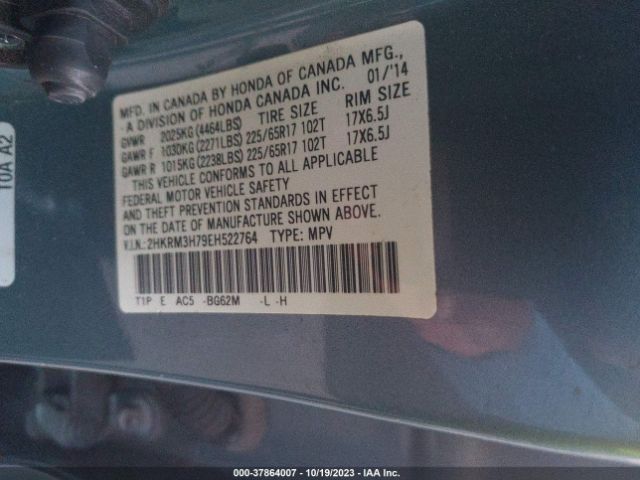 MFD. IN CANADA BY HONDA OF CANADA MFG.,
A DIVISION OF HONDA CANADA INC. 01/'14
TIRE SIZE RIM SIZE
GVWR 2025KG(4464LBS)
GAWR F 1030KG(2271LBS) 225/65R17 102T 17X6.5J
GAWR R 1015KG(2238LBS) 225/65R17 102T 17X6.5J
THIS VEHICLE CONFORMS TO ALL APPLICABLE
FEDERAL MOTOR VEHICLE SAFETY
AND THEFT PREVENTION STANDARDS IN EFFECT
ON THE DATE OF MANUFACTURE SHOWN ABOVE.
V.I.N.:2HKRM3H79EH522764 TYPE: MPV
T1P E AC5 -BG62M -L -H
T0A A2
000-37864007 - 10/19/2023 - IAA Inc.